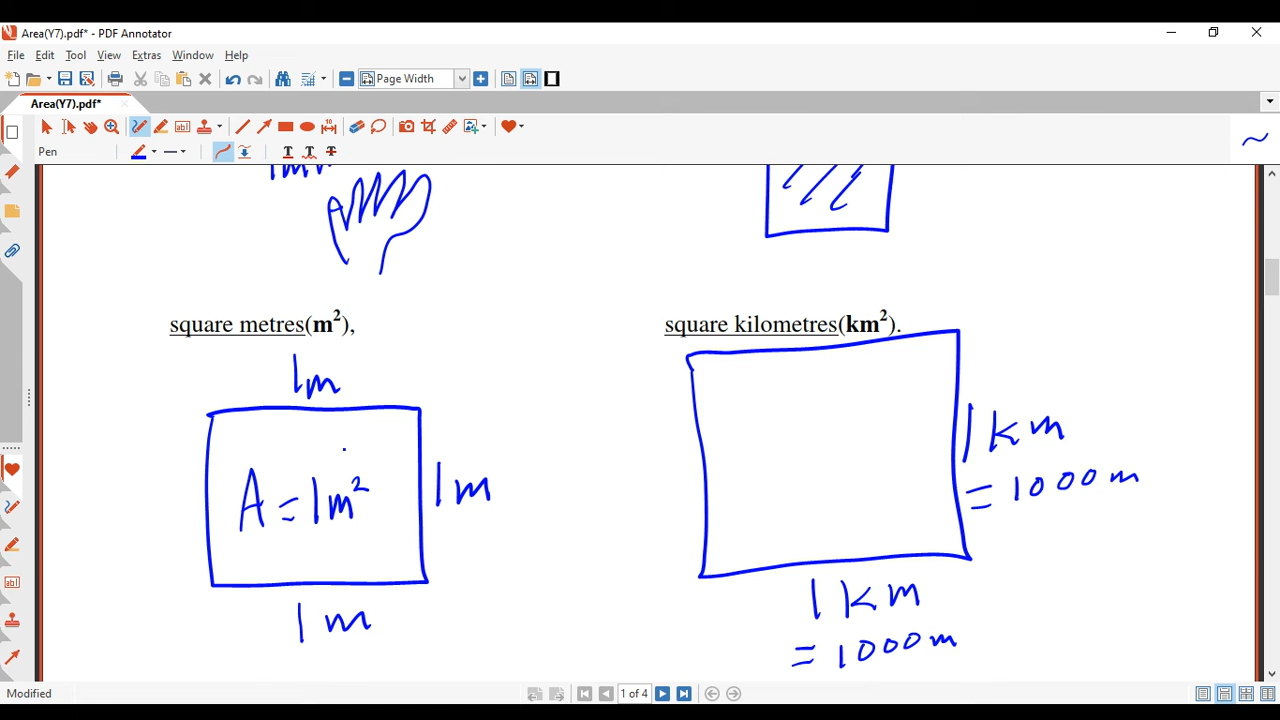 Area(Y7).pdf* - PDF Annotator
File Edit Tool Extras View Window Help
Page Width
Area(Y7).pdf*
10
Pen
T T T
square metres(m²),
square kilometres(km²).
1m
A = 1m²
1m
1m
1km
= 1000m
1km
= 1000m
Modified
1 of 4